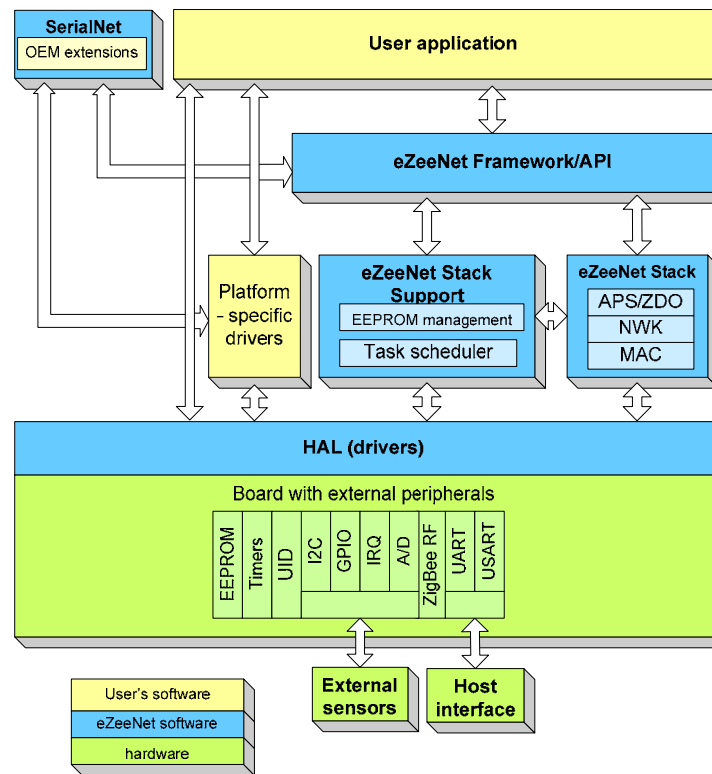 SerialNet
OEM extensions
User application
eZeeNet Framework/API
Platform
- specific
drivers
eZeeNet Stack
Support
EEPROM management
Task scheduler
eZeeNet Stack
APS/ZDO
NWK
MAC
HAL (drivers)
Board with external peripherals
EEPROM
Timers
UID
I2C
GPIO
IRQ
A/D
ZigBee RF
UART
USART
External
sensors
Host
interface
User's software
eZeeNet software
hardware